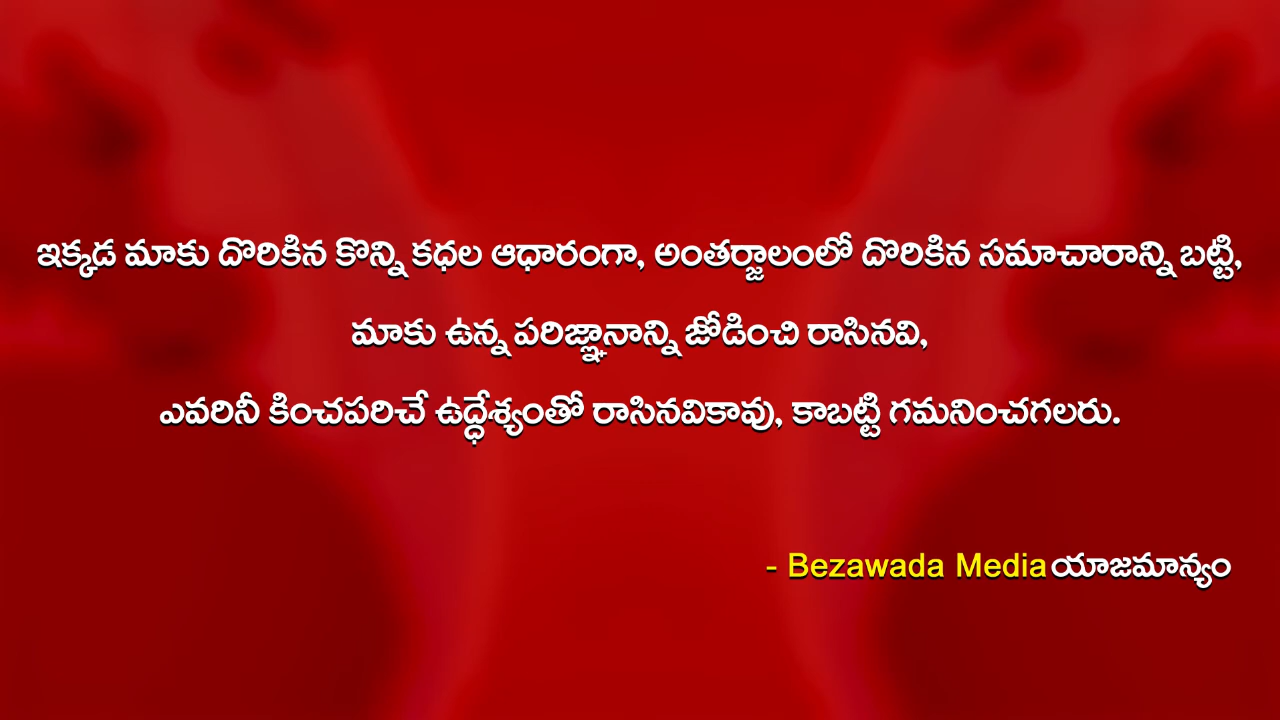 ఇక్కడ మాకు దొరికిన కొన్ని కధల ఆధారంగా, అంతర్జాలంలో దొరికిన సమాచారాన్ని బట్టి,
మాకు ఉన్న పరిజ్ఞానాన్ని జోడించి రాసినవి,
ఎవరినీ కించపరిచే ఉద్ధేశ్యంతో రాసినవికావు, కాబట్టి గమనించగలరు.
- Bezawada Media యాజమాన్యం